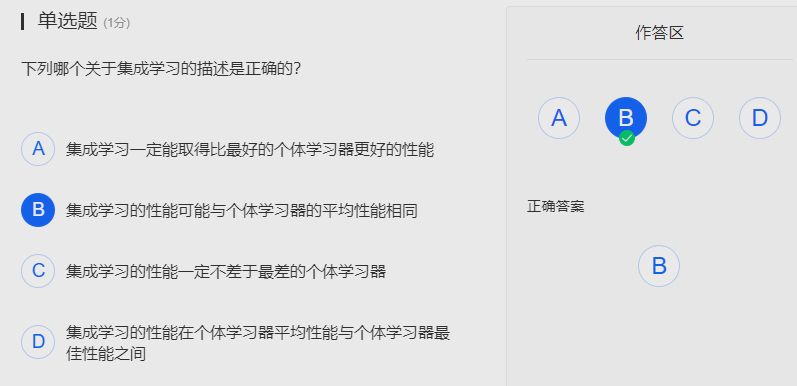 单选题 (1分)
下列哪个关于集成学习的描述是正确的？
A 集成学习一定能取得比最好的个体学习器更好的性能
B 集成学习的性能可能与个体学习器的平均性能相同
C 集成学习的性能一定不差于最差的个体学习器
D 集成学习的性能在个体学习器平均性能与个体学习器最
佳性能之间
作答区
A B C D
正确答案
B